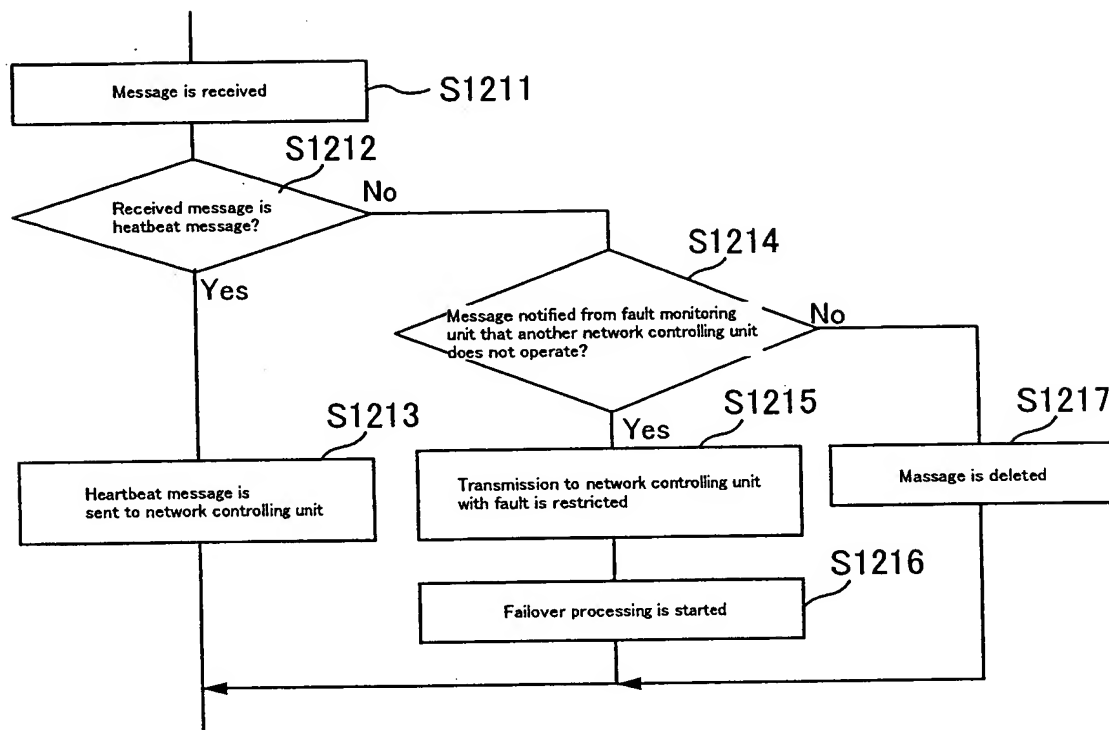 Message is received
S1211
S1212
No
Received message is
heatbeat message?
S1214
Yes
Message notified from fault monitoring
unit that another network controlling unit
does not operate?
No
S1213
S1215
S1217
Yes
Heartbeat message is
sent to network controlling unit
Transmission to network controlling unit
with fault is restricted
Massage is deleted
S1216
Failover processing is started